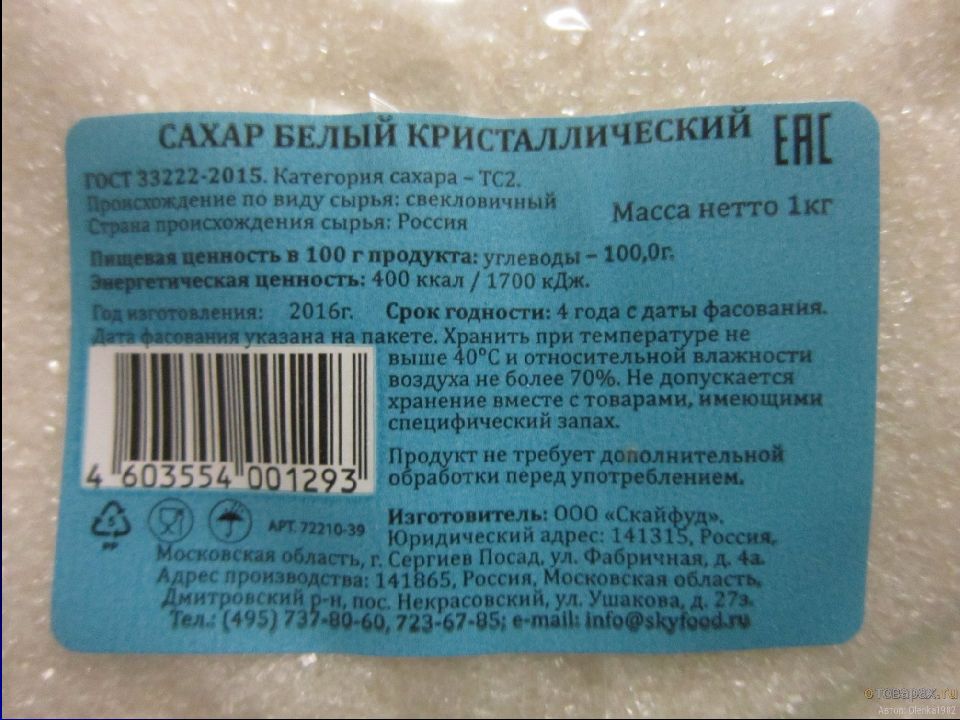 САХАР БЕЛЫЙ КРИСТАЛЛИЧЕСКИЙ
EAC
ГОСТ 33222-2015. Категория сахара – ТС2.
Происхождение по виду сырья: свекловичный
Страна происхождения сырья: Россия
Масса нетто 1кг
Пищевая ценность в 100 г продукта: углеводы – 100,0г.
Энергетическая ценность: 400 ккал / 1700 кДж.
Год изготовления: 2016г. Срок годности: 4 года с даты фасования.
Дата фасования указана на пакете. Хранить при температуре не
выше 40°С и относительной влажности
воздуха не более 70%. Не допускается
хранение вместе с товарами, имеющими
специфический запах.
Продукт не требует дополнительной
обработки перед употреблением.
4 603554 001293
5
PP
АРТ. 72210-39
Изготовитель: ООО «Скайфуд».
Юридический адрес: 141315, Россия,
Московская область, г. Сергиев Посад, ул. Фабричная, д. 4а.
Адрес производства: 141865, Россия, Московская область,
Дмитровский р-н, пос. Некрасовский, ул. Ушакова, д. 27з.
Тел.: (495) 737-80-60, 723-67-85; e-mail: info@skyfood.ru
отоварах.ru
Автор: Olenka1982